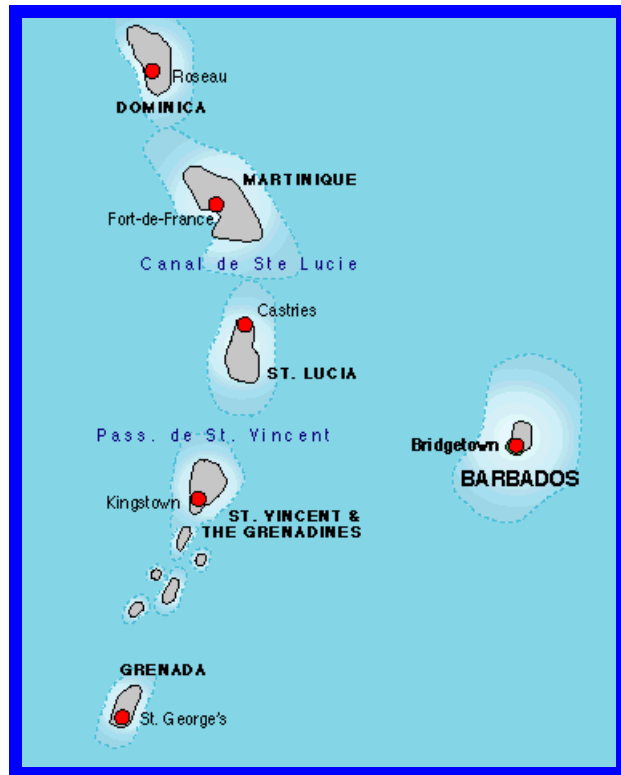 Roseau
DOMINICA
MARTINIQUE
Fort-de-France
Canal de Ste Lucie
Castries
ST. LUCIA
Pass. de St. Vincent
Bridgetown
BARBADOS
Kingstown
ST. VINCENT &
THE GRENADINES
GRENADA
St. George's